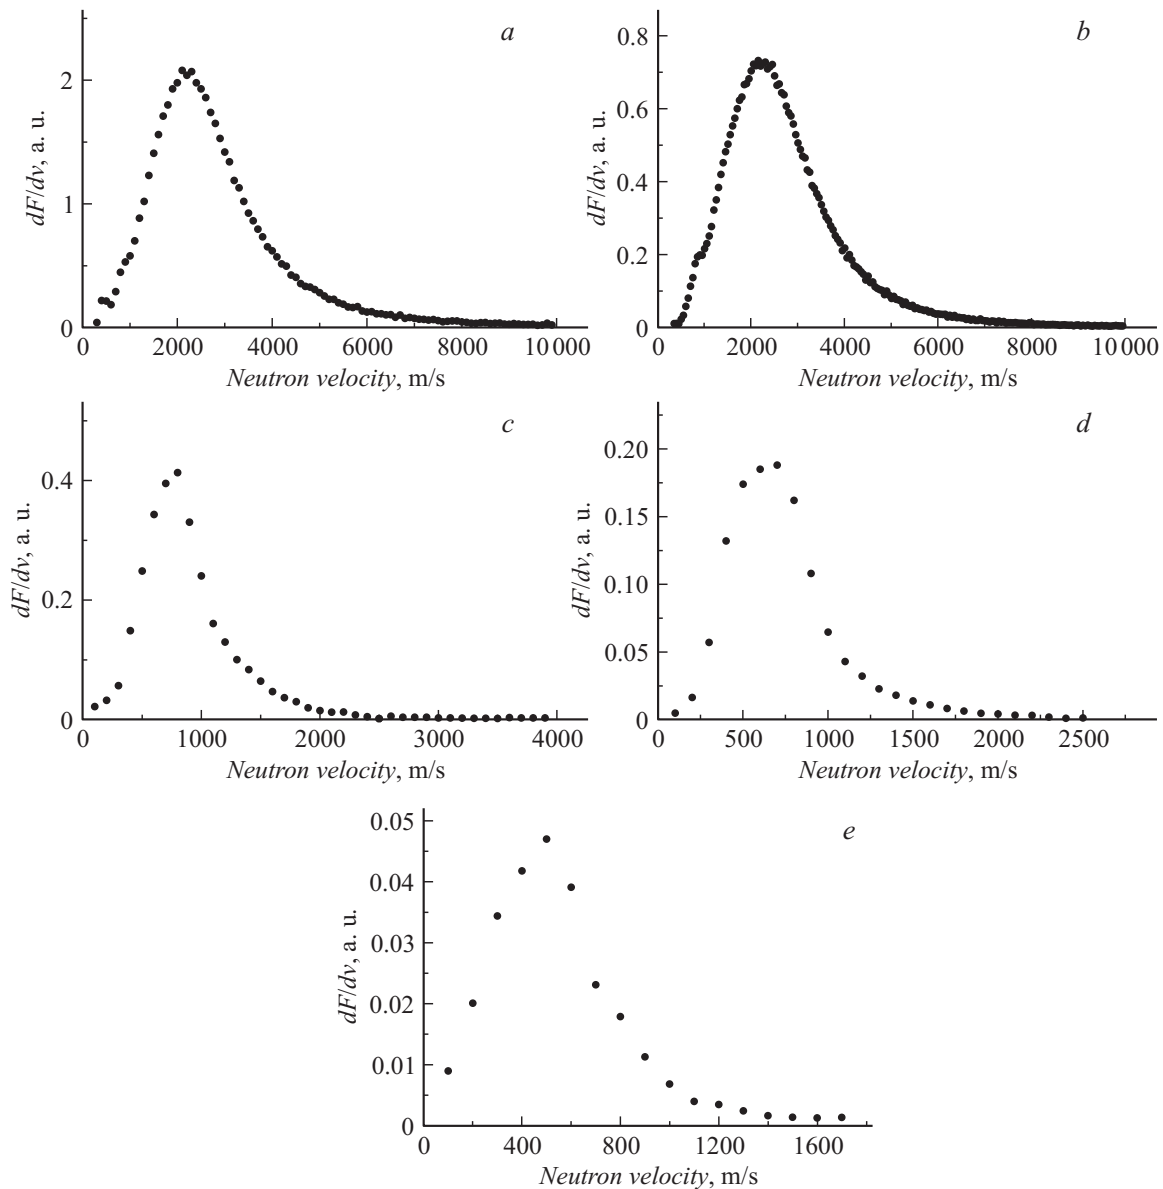 a
2
1
0
dF/dv, a. u.
0 2000 4000 6000 8000 10 000
Neutron velocity, m/s
b
0.8
0.6
0.4
0.2
0
dF/dv, a. u.
0 2000 4000 6000 8000 10 000
Neutron velocity, m/s
c
0.4
0.2
0
dF/dv, a. u.
0 1000 2000 3000 4000
Neutron velocity, m/s
d
0.20
0.15
0.10
0.05
0
dF/dv, a. u.
0 500 1000 1500 2000 2500
Neutron velocity, m/s
e
0.05
0.04
0.03
0.02
0.01
0
dF/dv, a. u.
0 400 800 1200 1600
Neutron velocity, m/s